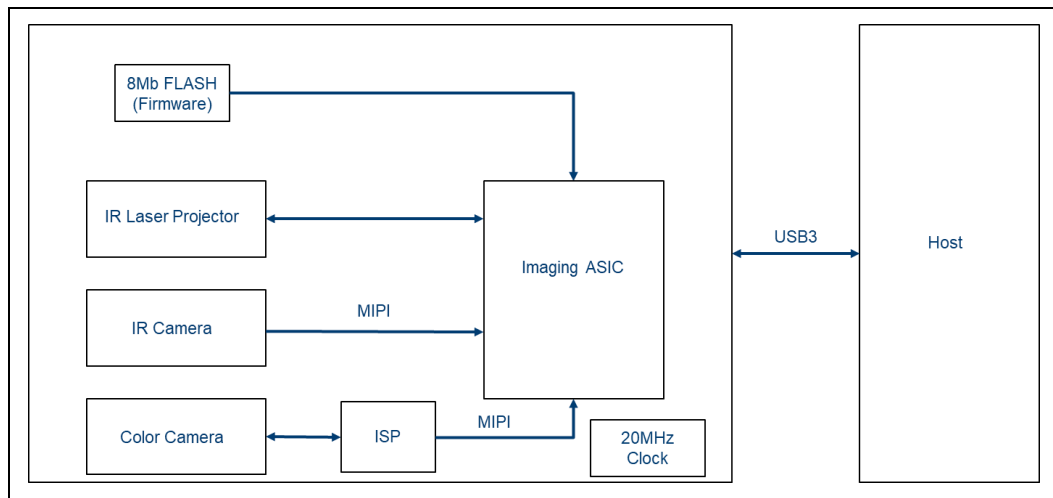 8Mb FLASH
(Firmware)
IR Laser Projector
Imaging ASIC
USB3
Host
MIPI
IR Camera
MIPI
Color Camera
ISP
20MHz
Clock